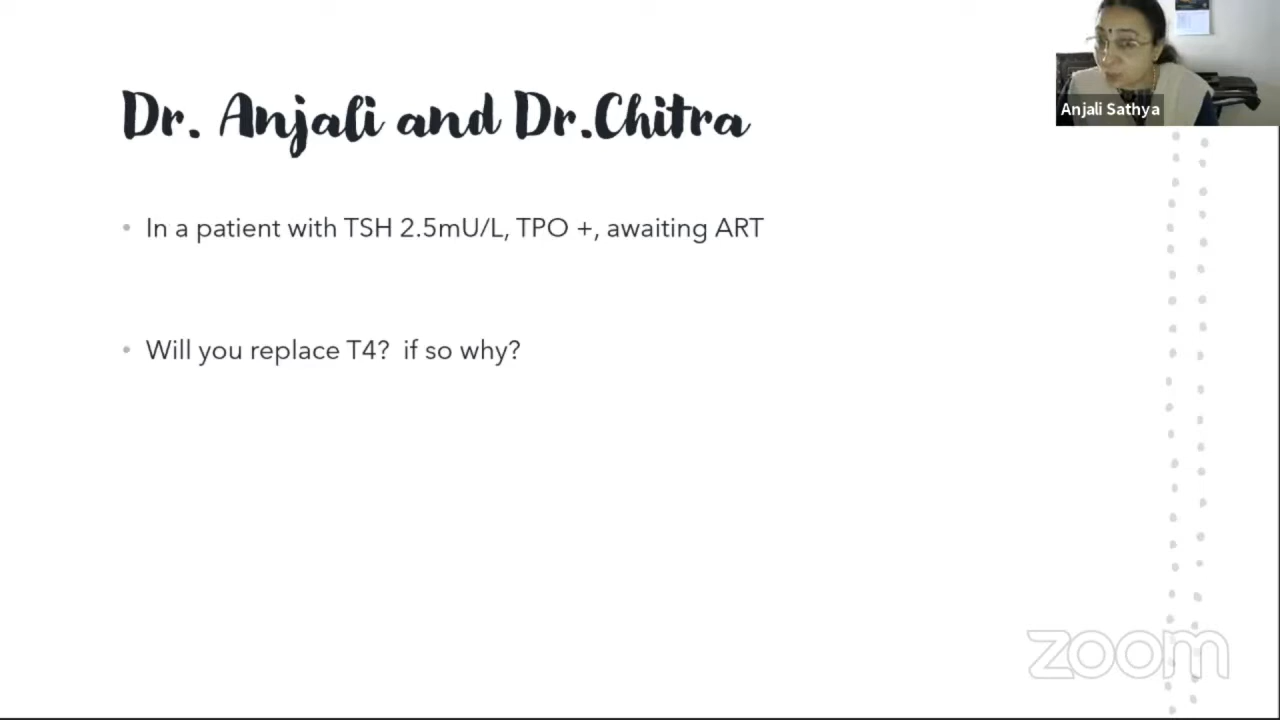 Dr. Anjali and Dr.Chitra
Anjali Sathya
• In a patient with TSH 2.5mU/L, TPO +, awaiting ART
• Will you replace T4?  if so why?
zoom